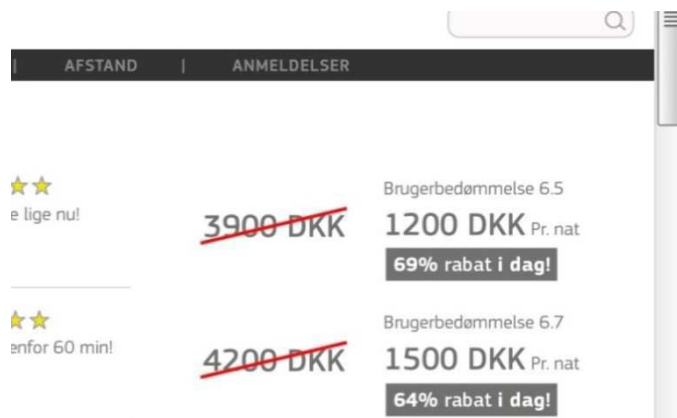 | AFSTAND | ANMELDELSER
Brugerbedømmelse 6.5
e lige nu!
3900 DKK
1200 DKK Pr. nat
69% rabat i dag!
Brugerbedømmelse 6.7
enfor 60 min!
4200 DKK
1500 DKK Pr. nat
64% rabat i dag!